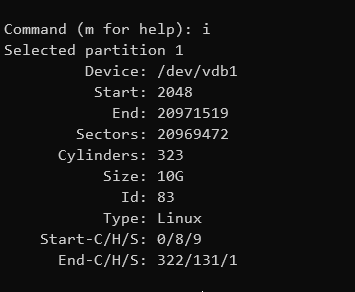 Command (m for help): i
Selected partition 1
Device: /dev/vdb1
Start: 2048
End: 20971519
Sectors: 20969472
Cylinders: 323
Size: 10G
Id: 83
Type: Linux
Start-C/H/S: 0/8/9
End-C/H/S: 322/131/1